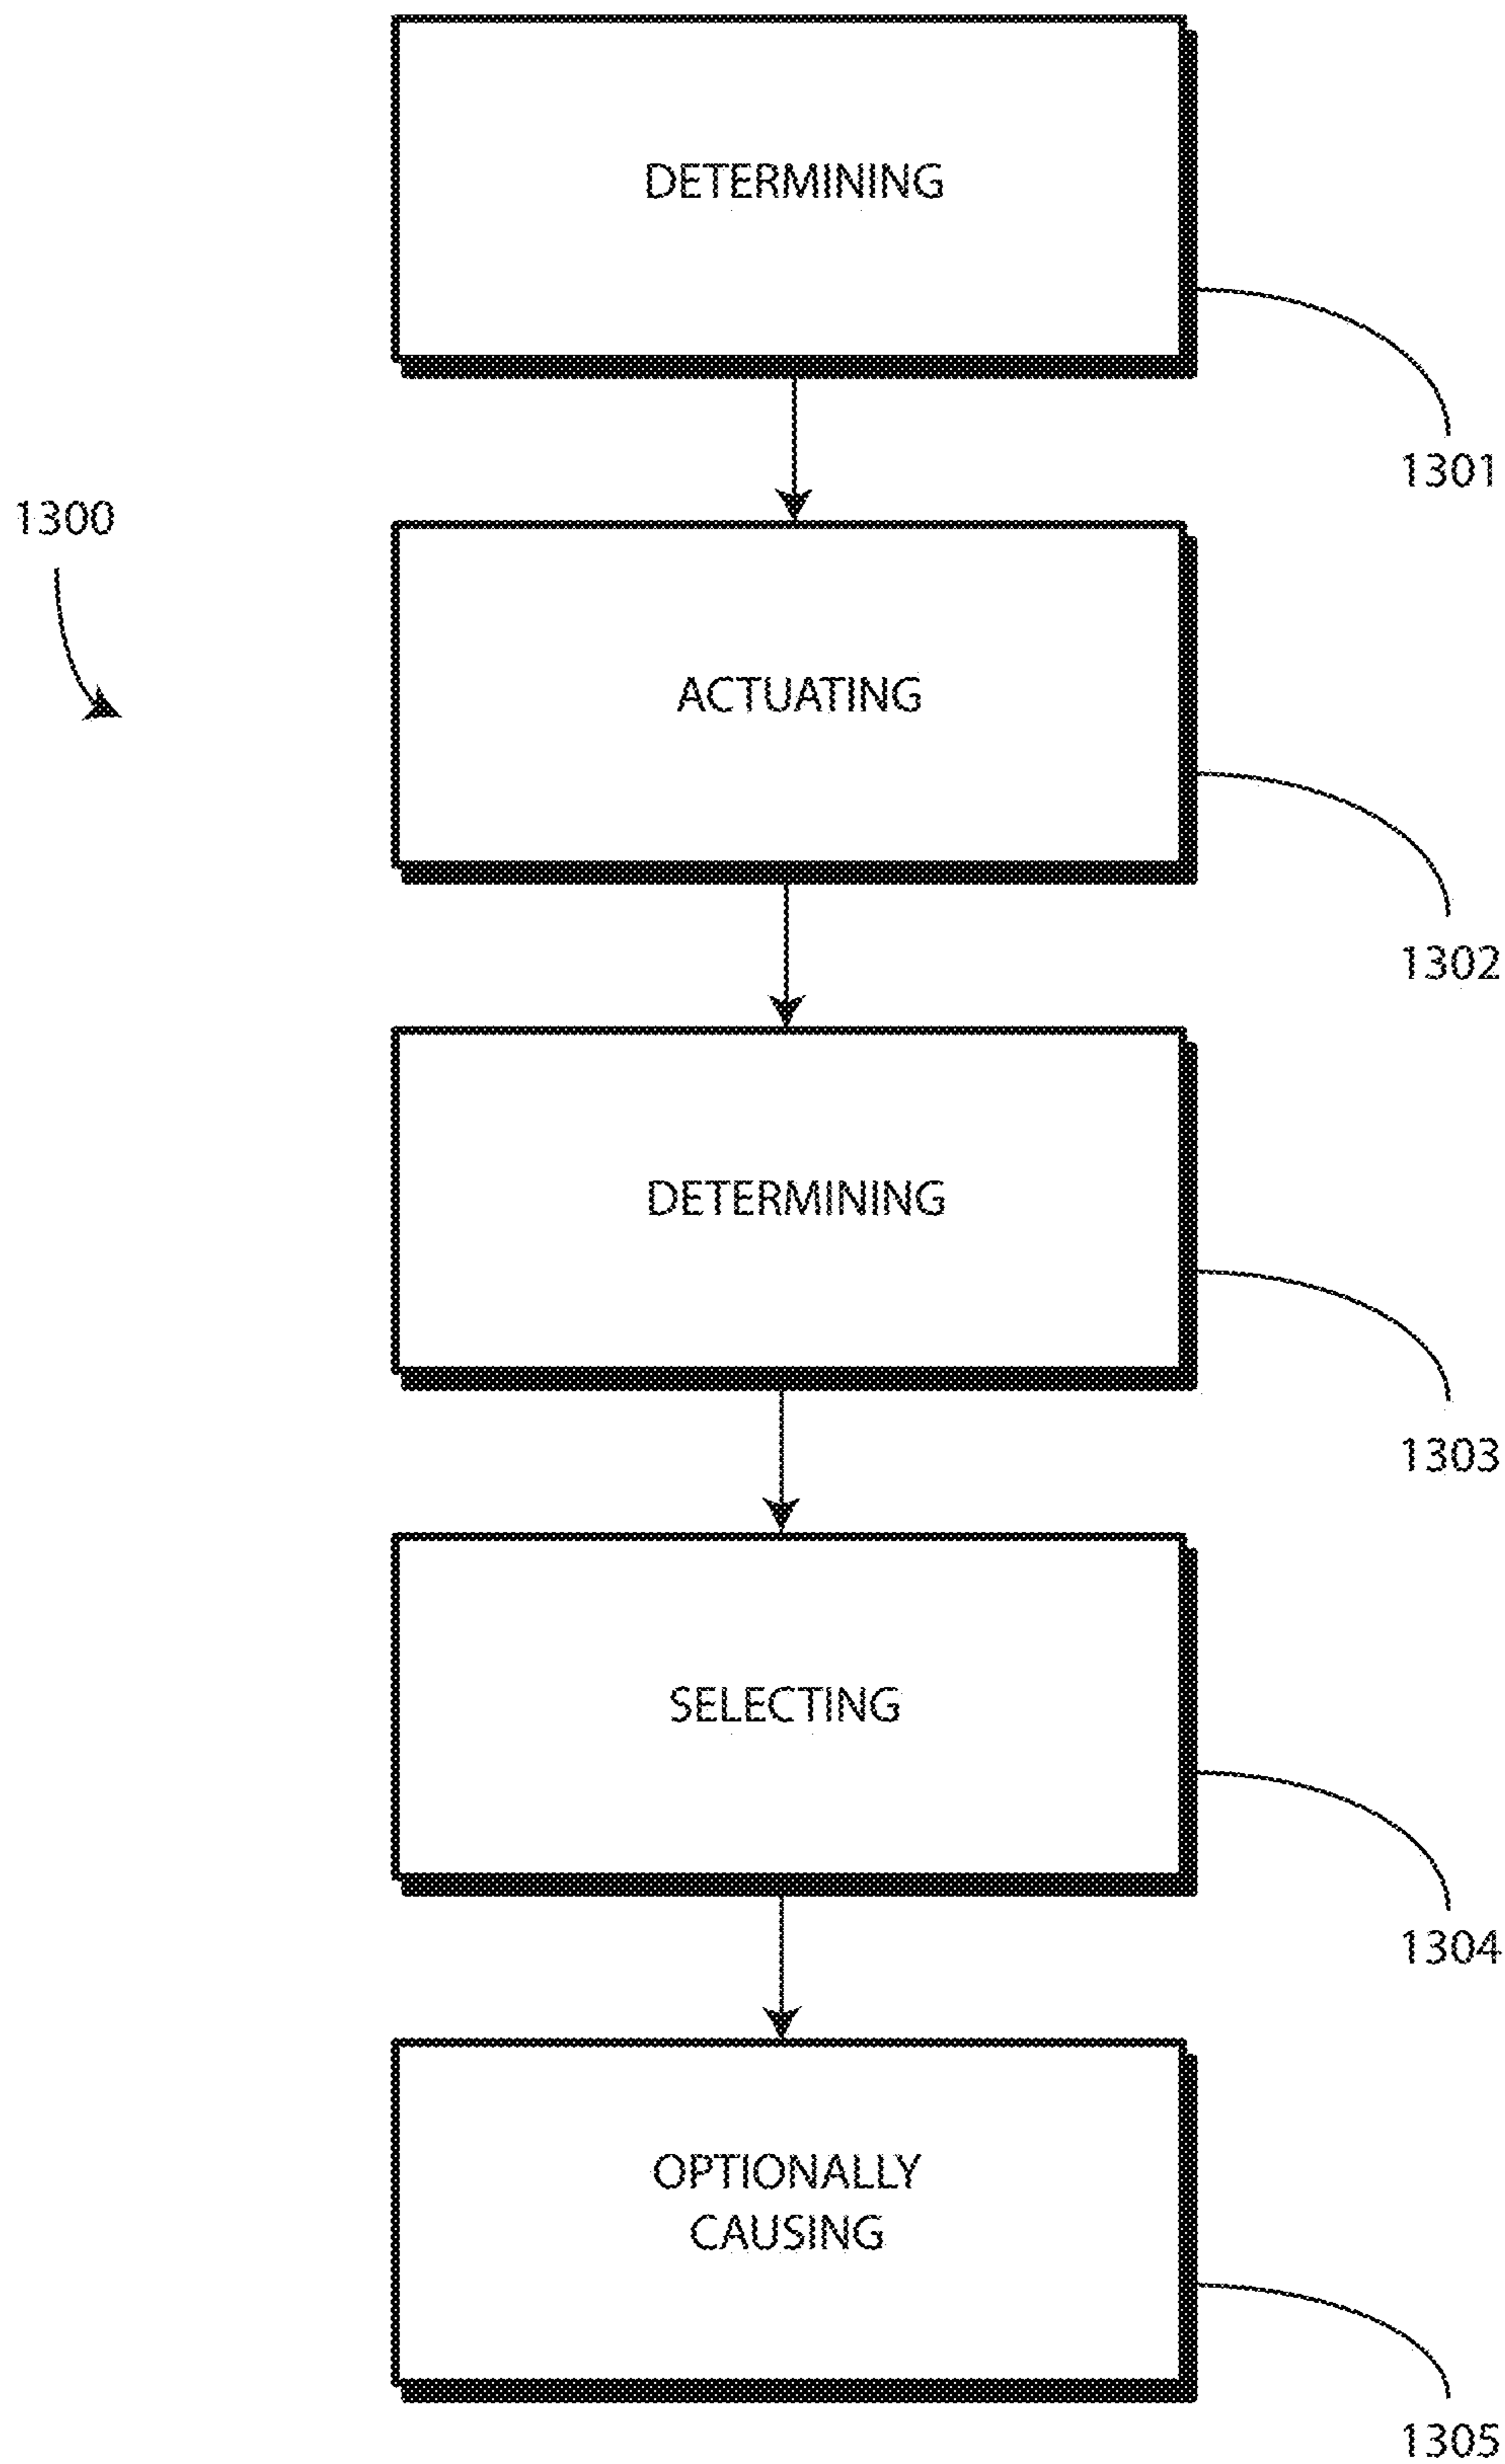 DETERMINING
1301
1300
ACTUATING
1302
DETERMINING
1303
SELECTING
1304
OPTIONALLY
CAUSING
1305